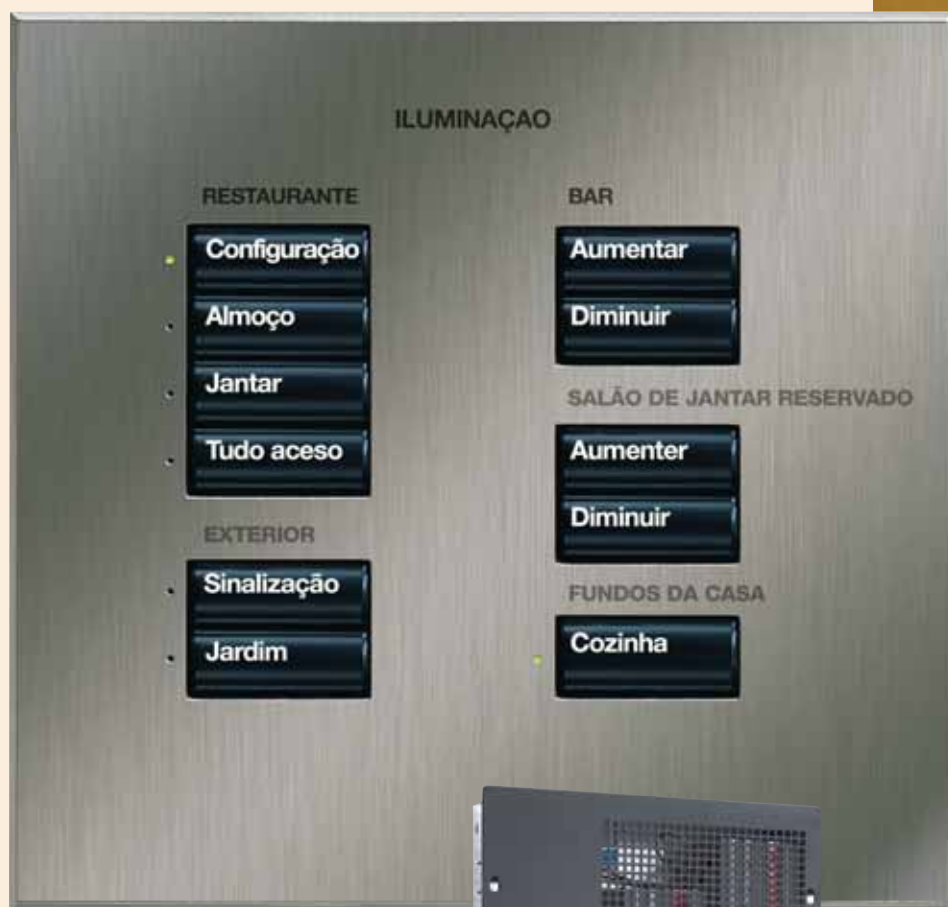 ILUMINAÇAO
RESTAURANTE
Configuração
Almoço
Jantar
Tudo aceso
EXTERIOR
Sinalização
Jardim
BAR
Aumentar
Diminuir
SALÃO DE JANTAR RESERVADO
Aumenter
Diminuir
FUNDOS DA CASA
Cozinha